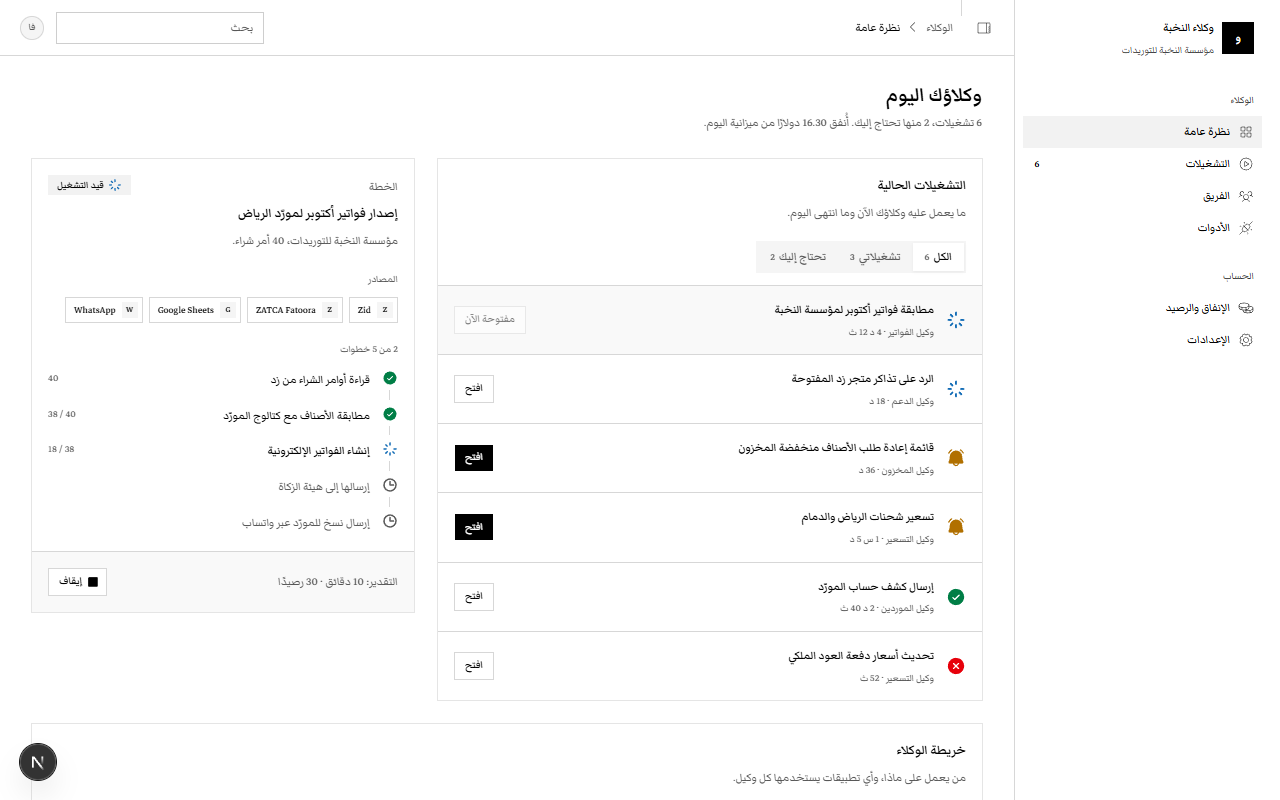 و
وكلاء النخبة
مؤسسة النخبة للتوريدات
الوكلاء
نظرة عامة
التشغيلات 6
الفريق
الأدوات
الحساب
الإنفاق والرصيد
الإعدادات
الوكلاء
نظرة عامة
بحث
فا
وكلاؤك اليوم
6 تشغيلات، 2 منها تحتاج إليك. أُنفق 16.30 دولارًا من ميزانية اليوم.
التشغيلات الحالية
ما يعمل عليه وكلاؤك الآن وما انتهى اليوم.
الكل 6
تشغيلاتي 3
تحتاج إليك 2
مطابقة فواتير أكتوبر لمؤسسة النخبة
وكيل الفواتير · 4 د 12 ث
مفتوحة الآن
الرد على تذاكر متجر زد المفتوحة
وكيل الدعم · 18 د
افتح
قائمة إعادة طلب الأصناف منخفضة المخزون
وكيل المخزون · 36 د
افتح
تسعير شحنات الرياض والدمام
وكيل التسعير · 1 س 5 د
افتح
إرسال كشف حساب المورّد
وكيل الموردين · 2 د 40 ث
افتح
تحديث أسعار دفعة العود الملكي
وكيل التسعير · 52 ث
افتح
الخطة
قيد التشغيل
إصدار فواتير أكتوبر لمورّد الرياض
مؤسسة النخبة للتوريدات، 40 أمر شراء.
المصادر
Z Zid
Z ZATCA Fatoora
G Google Sheets
W WhatsApp
2 من 5 خطوات
قراءة أوامر الشراء من زد 40
مطابقة الأصناف مع كتالوج المورّد 38 / 40
إنشاء الفواتير الإلكترونية 18 / 38
إرسالها إلى هيئة الزكاة
إرسال نسخ للمورّد عبر واتساب
التقدير: 10 دقائق · 30 رصيدًا
إيقاف
خريطة الوكلاء
من يعمل على ماذا، وأي تطبيقات يستخدمها كل وكيل.
N